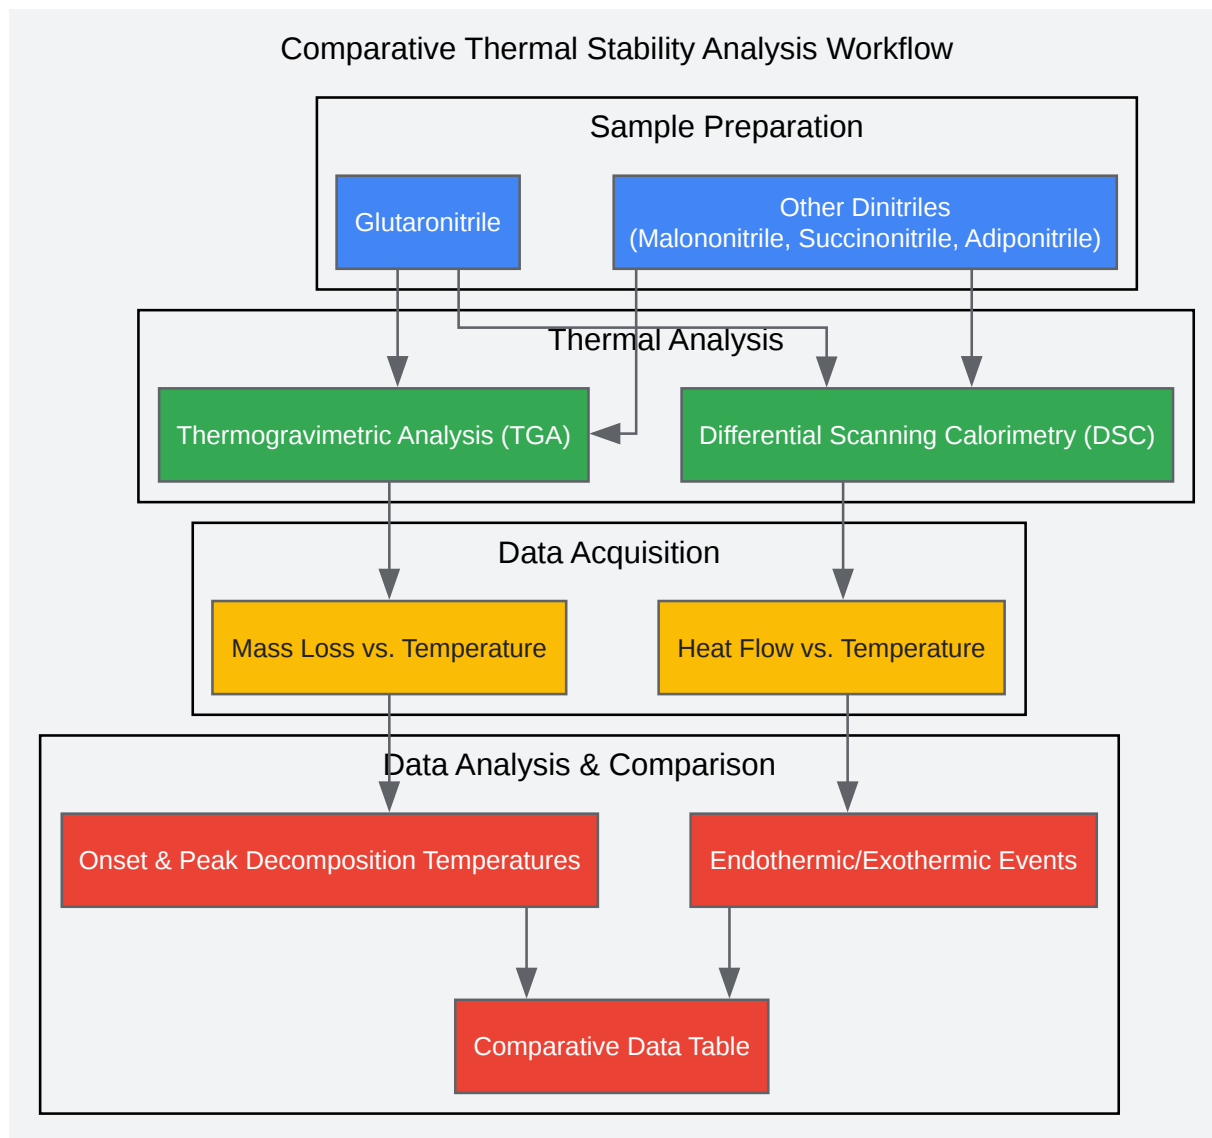 Comparative Thermal Stability Analysis Workflow
Sample Preparation
Glutaronitrile
Other Dinitriles
(Malononitrile, Succinonitrile, Adiponitrile)
Thermal Analysis
Thermogravimetric Analysis (TGA)
Differential Scanning Calorimetry (DSC)
Data Acquisition
Mass Loss vs. Temperature
Heat Flow vs. Temperature
Data Analysis & Comparison
Onset & Peak Decomposition Temperatures
Endothermic/Exothermic Events
Comparative Data Table